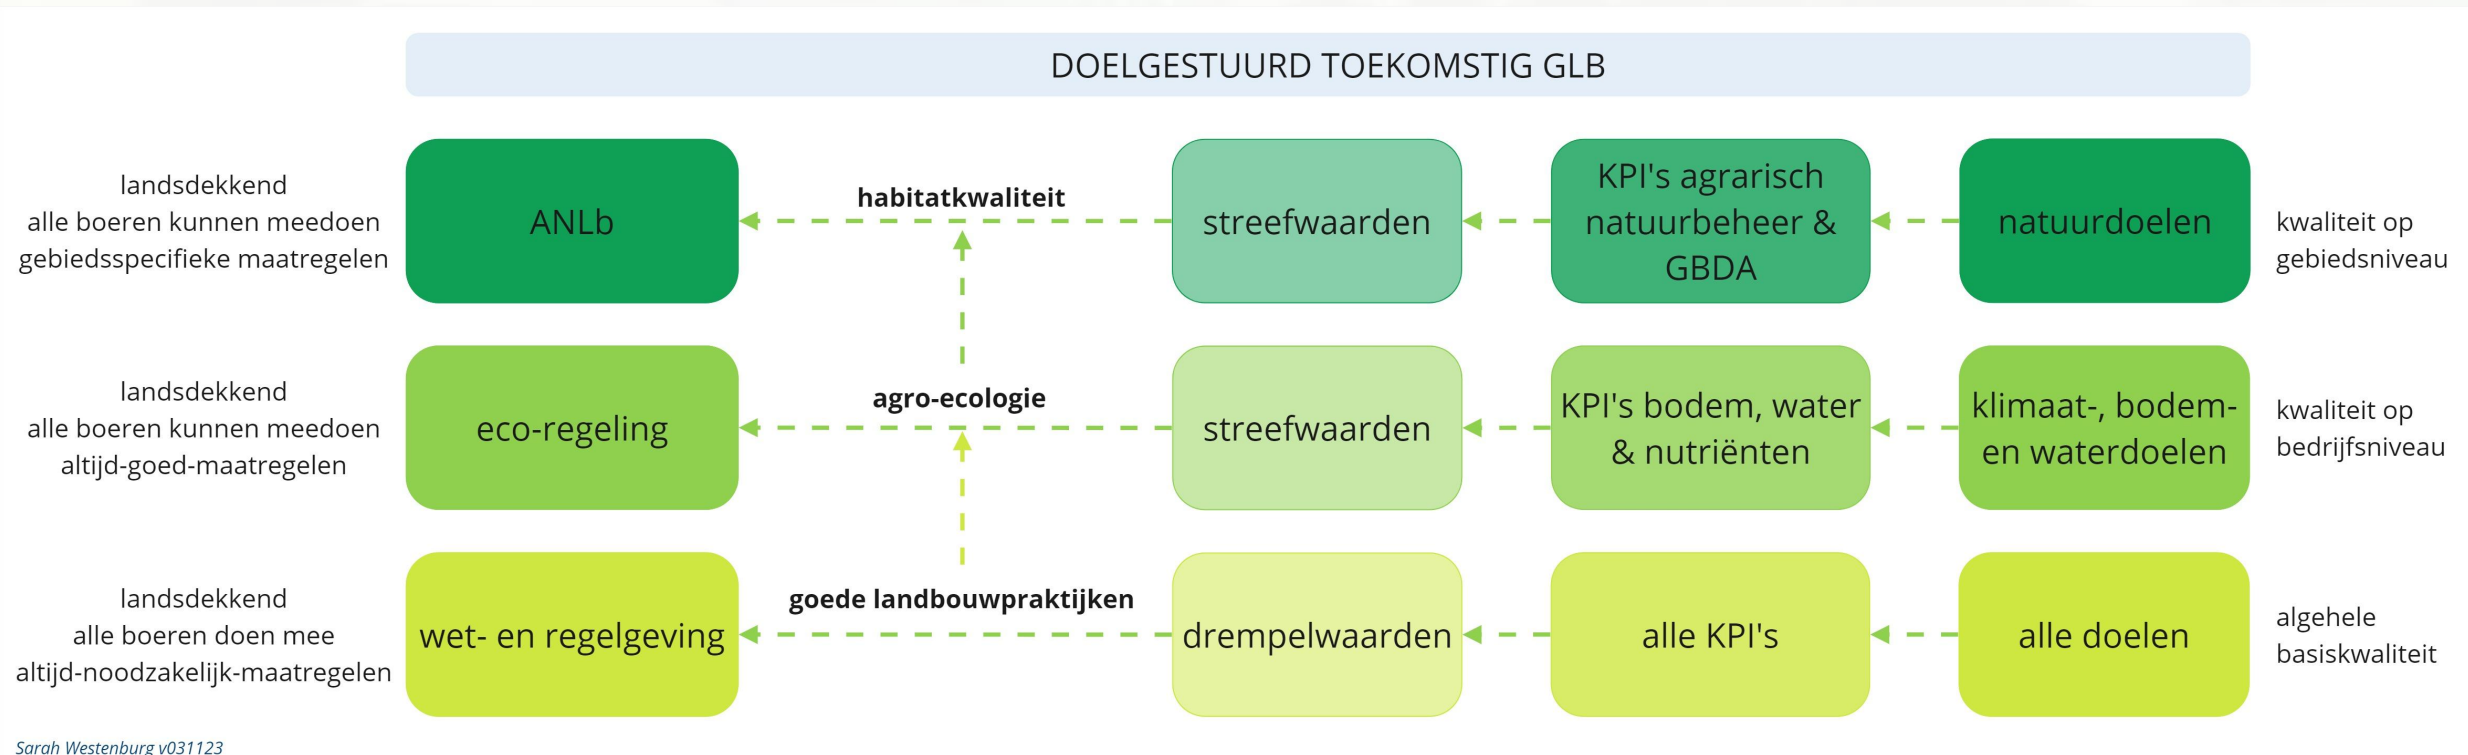 DOELGESTUURD TOEKOMSTIG GLB
landsdekkend
alle boeren kunnen meedoen
gebiedsspecifieke maatregelen
ANLb
habitatkwaliteit
streefwaarden
KPI's agrarisch
natuurbeheer &
GBDA
natuurdoelen
kwaliteit op
gebiedsniveau
landsdekkend
alle boeren kunnen meedoen
altijd-goed-maatregelen
eco-regeling
agro-ecologie
streefwaarden
KPI's bodem, water
& nutriënten
klimaat-, bodem-
en waterdoelen
kwaliteit op
bedrijfsniveau
landsdekkend
alle boeren doen mee
altijd-noodzakelijk-maatregelen
wet- en regelgeving
goede landbouwpraktijken
drempelwaarden
alle KPI's
alle doelen
algehele
basiskwaliteit
Sarah Westenburg v031123